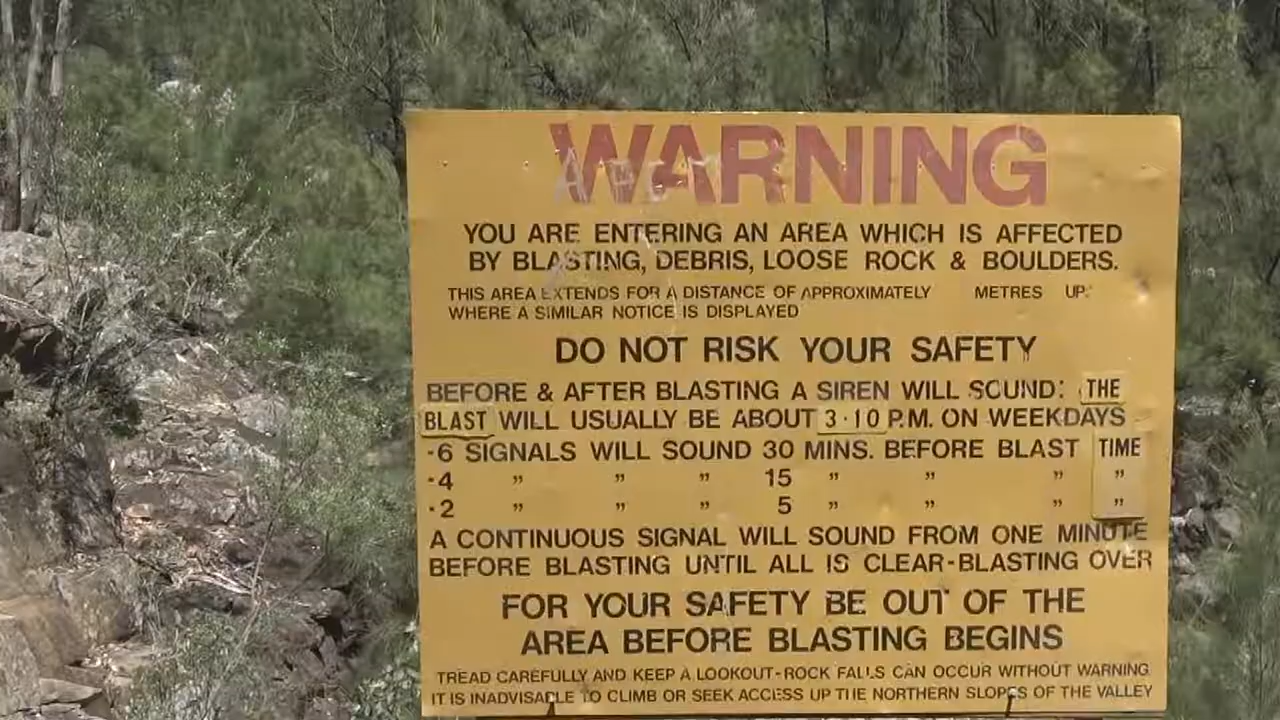 WARNING
YOU ARE ENTERING AN AREA WHICH IS AFFECTED
BY BLASTING, DEBRIS, LOOSE ROCK & BOULDERS.
THIS AREA EXTENDS FOR A DISTANCE OF APPROXIMATELY METRES UP
WHERE A SIMILAR NOTICE IS DISPLAYED
DO NOT RISK YOUR SAFETY
BEFORE & AFTER BLASTING A SIREN WILL SOUND: THE
BLAST WILL USUALLY BE ABOUT 3·10 P.M. ON WEEKDAYS
·6 SIGNALS WILL SOUND 30 MINS. BEFORE BLAST TIME
·4 " " " 15 " " " "
·2 " " " 5 " " " "
A CONTINUOUS SIGNAL WILL SOUND FROM ONE MINUTE
BEFORE BLASTING UNTIL ALL IS CLEAR-BLASTING OVER
FOR YOUR SAFETY BE OUT OF THE
AREA BEFORE BLASTING BEGINS
TREAD CAREFULLY AND KEEP A LOOKOUT-ROCK FALLS CAN OCCUR WITHOUT WARNING
IT IS INADVISABLE TO CLIMB OR SEEK ACCESS UP THE NORTHERN SLOPES OF THE VALLEY